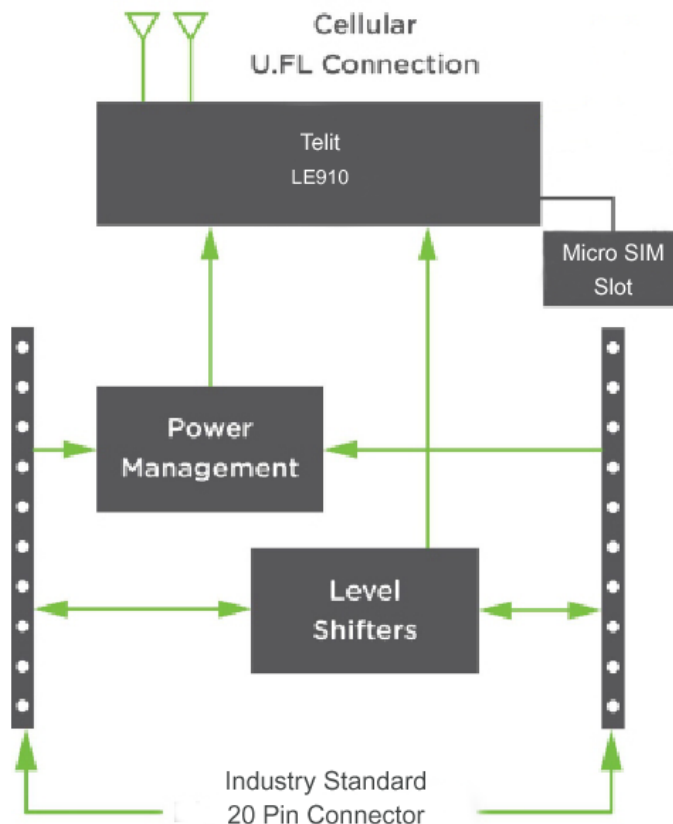 Cellular
U.FL Connection
Telit
LE910
Micro SIM
Slot
Power
Management
Level
Shifters
Industry Standard
20 Pin Connector